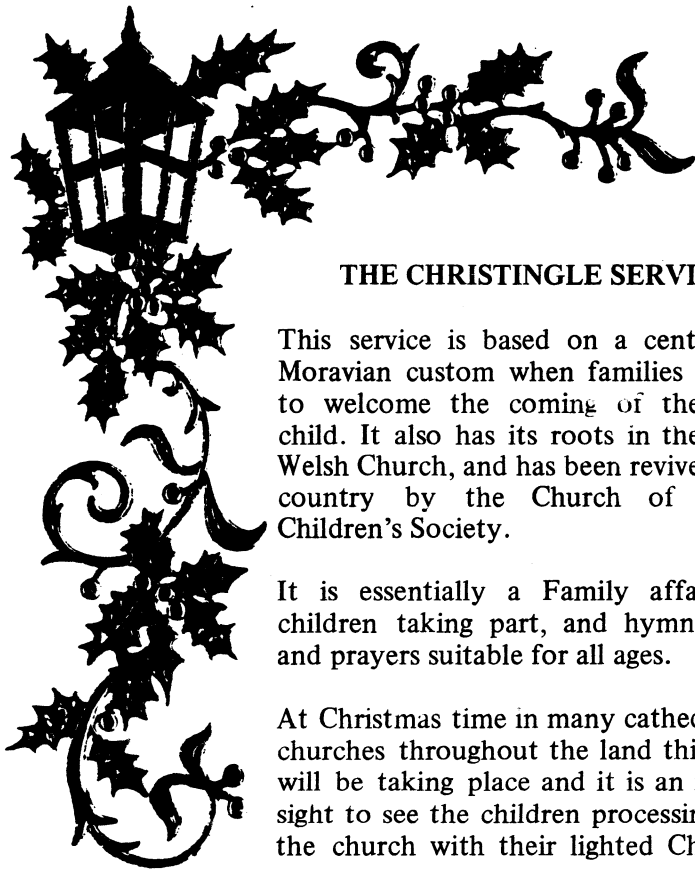 THE CHRISTINGLE SERVI
This service is based on a cent
Moravian custom when families
to welcome the coming of the
child. It also has its roots in the
Welsh Church, and has been revive
country by the Church of
Children's Society.
It is essentially a Family affa
children taking part, and hymn
and prayers suitable for all ages.
At Christmas time in many cathed
churches throughout the land thi
will be taking place and it is an
sight to see the children processin
the church with their lighted Ch